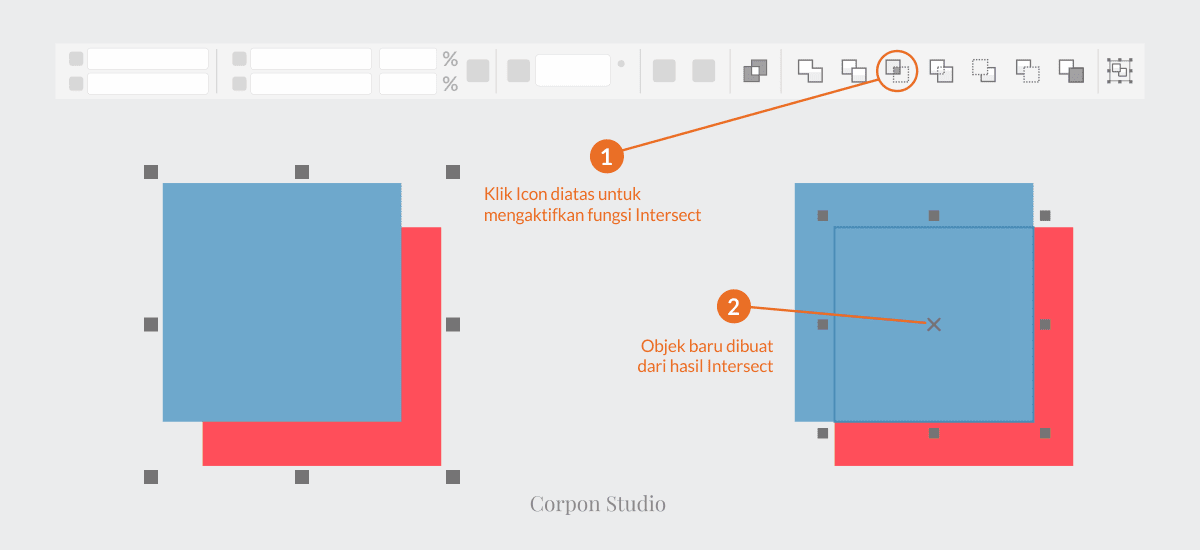 %
%
1
Klik Icon diatas untuk
mengaktifkan fungsi Intersect
2
Objek baru dibuat
dari hasil Intersect
Corpon Studio